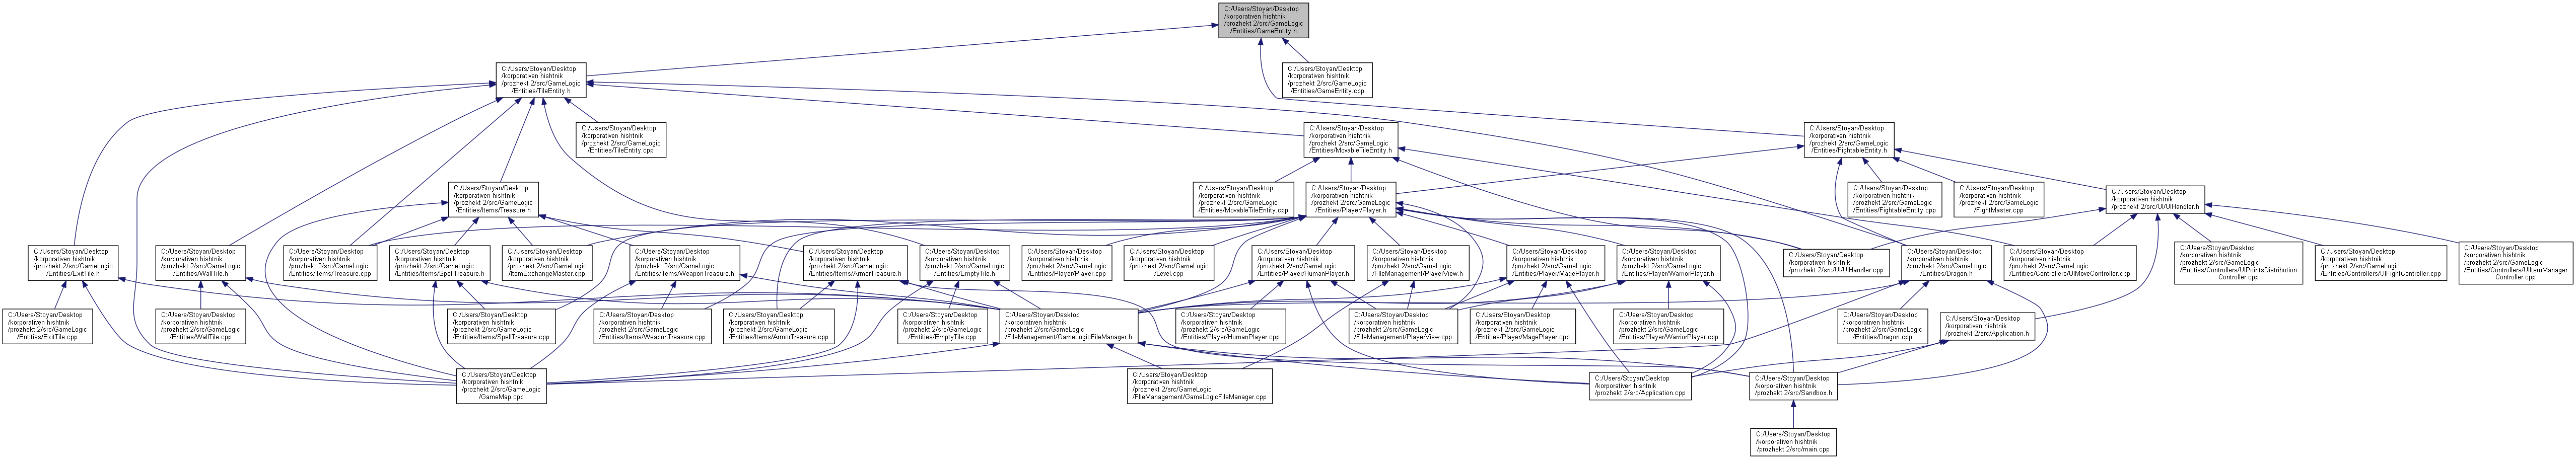 C:/Users/Stoyan/Desktop
/korporativen hishtnik
/prozhekt 2/src/GameLogic
/Entities/GameEntity.h
C:/Users/Stoyan/Desktop
/korporativen hishtnik
/prozhekt 2/src/GameLogic
/Entities/TileEntity.h
C:/Users/Stoyan/Desktop
/korporativen hishtnik
/prozhekt 2/src/GameLogic
/Entities/GameEntity.cpp
C:/Users/Stoyan/Desktop
/korporativen hishtnik
/prozhekt 2/src/GameLogic
/Entities/TileEntity.cpp
C:/Users/Stoyan/Desktop
/korporativen hishtnik
/prozhekt 2/src/GameLogic
/Entities/MovableTileEntity.h
C:/Users/Stoyan/Desktop
/korporativen hishtnik
/prozhekt 2/src/GameLogic
/Entities/FightableEntity.h
C:/Users/Stoyan/Desktop
/korporativen hishtnik
/prozhekt 2/src/GameLogic
/Entities/Items/Treasure.h
C:/Users/Stoyan/Desktop
/korporativen hishtnik
/prozhekt 2/src/GameLogic
/Entities/MovableTileEntity.cpp
C:/Users/Stoyan/Desktop
/korporativen hishtnik
/prozhekt 2/src/GameLogic
/Entities/Player/Player.h
C:/Users/Stoyan/Desktop
/korporativen hishtnik
/prozhekt 2/src/GameLogic
/Entities/FightableEntity.cpp
C:/Users/Stoyan/Desktop
/korporativen hishtnik
/prozhekt 2/src/GameLogic
/FightMaster.cpp
C:/Users/Stoyan/Desktop
/korporativen hishtnik
/prozhekt 2/src/UI/UIHandler.h
C:/Users/Stoyan/Desktop
/korporativen hishtnik
/prozhekt 2/src/GameLogic
/Entities/ExitTile.h
C:/Users/Stoyan/Desktop
/korporativen hishtnik
/prozhekt 2/src/GameLogic
/Entities/WallTile.h
C:/Users/Stoyan/Desktop
/korporativen hishtnik
/prozhekt 2/src/GameLogic
/Entities/Items/Treasure.cpp
C:/Users/Stoyan/Desktop
/korporativen hishtnik
/prozhekt 2/src/GameLogic
/Entities/Items/SpellTreasure.h
C:/Users/Stoyan/Desktop
/korporativen hishtnik
/prozhekt 2/src/GameLogic
/ItemExchangeMaster.cpp
C:/Users/Stoyan/Desktop
/korporativen hishtnik
/prozhekt 2/src/GameLogic
/Entities/Items/WeaponTreasure.h
C:/Users/Stoyan/Desktop
/korporativen hishtnik
/prozhekt 2/src/GameLogic
/Entities/Items/ArmorTreasure.h
C:/Users/Stoyan/Desktop
/korporativen hishtnik
/prozhekt 2/src/GameLogic
/Entities/EmptyTile.h
C:/Users/Stoyan/Desktop
/korporativen hishtnik
/prozhekt 2/src/GameLogic
/Entities/Player/Player.cpp
C:/Users/Stoyan/Desktop
/korporativen hishtnik
/prozhekt 2/src/GameLogic
/Level.cpp
C:/Users/Stoyan/Desktop
/korporativen hishtnik
/prozhekt 2/src/GameLogic
/Entities/Player/HumanPlayer.h
C:/Users/Stoyan/Desktop
/korporativen hishtnik
/prozhekt 2/src/GameLogic
/FIleManagement/PlayerView.h
C:/Users/Stoyan/Desktop
/korporativen hishtnik
/prozhekt 2/src/GameLogic
/Entities/Player/MagePlayer.h
C:/Users/Stoyan/Desktop
/korporativen hishtnik
/prozhekt 2/src/GameLogic
/Entities/Player/WarriorPlayer.h
C:/Users/Stoyan/Desktop
/korporativen hishtnik
/prozhekt 2/src/UI/UIHandler.cpp
C:/Users/Stoyan/Desktop
/korporativen hishtnik
/prozhekt 2/src/GameLogic
/Entities/Dragon.h
C:/Users/Stoyan/Desktop
/korporativen hishtnik
/prozhekt 2/src/GameLogic
/Entities/Controllers/UIMoveController.cpp
C:/Users/Stoyan/Desktop
/korporativen hishtnik
/prozhekt 2/src/GameLogic
/Entities/Controllers/UIPointsDistribution
Controller.cpp
C:/Users/Stoyan/Desktop
/korporativen hishtnik
/prozhekt 2/src/GameLogic
/Entities/Controllers/UIFightController.cpp
C:/Users/Stoyan/Desktop
/korporativen hishtnik
/prozhekt 2/src/GameLogic
/Entities/Controllers/UIItemManager
Controller.cpp
C:/Users/Stoyan/Desktop
/korporativen hishtnik
/prozhekt 2/src/GameLogic
/Entities/ExitTile.cpp
C:/Users/Stoyan/Desktop
/korporativen hishtnik
/prozhekt 2/src/GameLogic
/Entities/WallTile.cpp
C:/Users/Stoyan/Desktop
/korporativen hishtnik
/prozhekt 2/src/GameLogic
/Entities/Items/SpellTreasure.cpp
C:/Users/Stoyan/Desktop
/korporativen hishtnik
/prozhekt 2/src/GameLogic
/Entities/Items/WeaponTreasure.cpp
C:/Users/Stoyan/Desktop
/korporativen hishtnik
/prozhekt 2/src/GameLogic
/Entities/Items/ArmorTreasure.cpp
C:/Users/Stoyan/Desktop
/korporativen hishtnik
/prozhekt 2/src/GameLogic
/Entities/EmptyTile.cpp
C:/Users/Stoyan/Desktop
/korporativen hishtnik
/prozhekt 2/src/GameLogic
/FIleManagement/GameLogicFileManager.h
C:/Users/Stoyan/Desktop
/korporativen hishtnik
/prozhekt 2/src/GameLogic
/Entities/Player/HumanPlayer.cpp
C:/Users/Stoyan/Desktop
/korporativen hishtnik
/prozhekt 2/src/GameLogic
/FIleManagement/PlayerView.cpp
C:/Users/Stoyan/Desktop
/korporativen hishtnik
/prozhekt 2/src/GameLogic
/Entities/Player/MagePlayer.cpp
C:/Users/Stoyan/Desktop
/korporativen hishtnik
/prozhekt 2/src/GameLogic
/Entities/Player/WarriorPlayer.cpp
C:/Users/Stoyan/Desktop
/korporativen hishtnik
/prozhekt 2/src/GameLogic
/Entities/Dragon.cpp
C:/Users/Stoyan/Desktop
/korporativen hishtnik
/prozhekt 2/src/Application.h
C:/Users/Stoyan/Desktop
/korporativen hishtnik
/prozhekt 2/src/GameLogic
/GameMap.cpp
C:/Users/Stoyan/Desktop
/korporativen hishtnik
/prozhekt 2/src/GameLogic
/FIleManagement/GameLogicFileManager.cpp
C:/Users/Stoyan/Desktop
/korporativen hishtnik
/prozhekt 2/src/Application.cpp
C:/Users/Stoyan/Desktop
/korporativen hishtnik
/prozhekt 2/src/Sandbox.h
C:/Users/Stoyan/Desktop
/korporativen hishtnik
/prozhekt 2/src/main.cpp